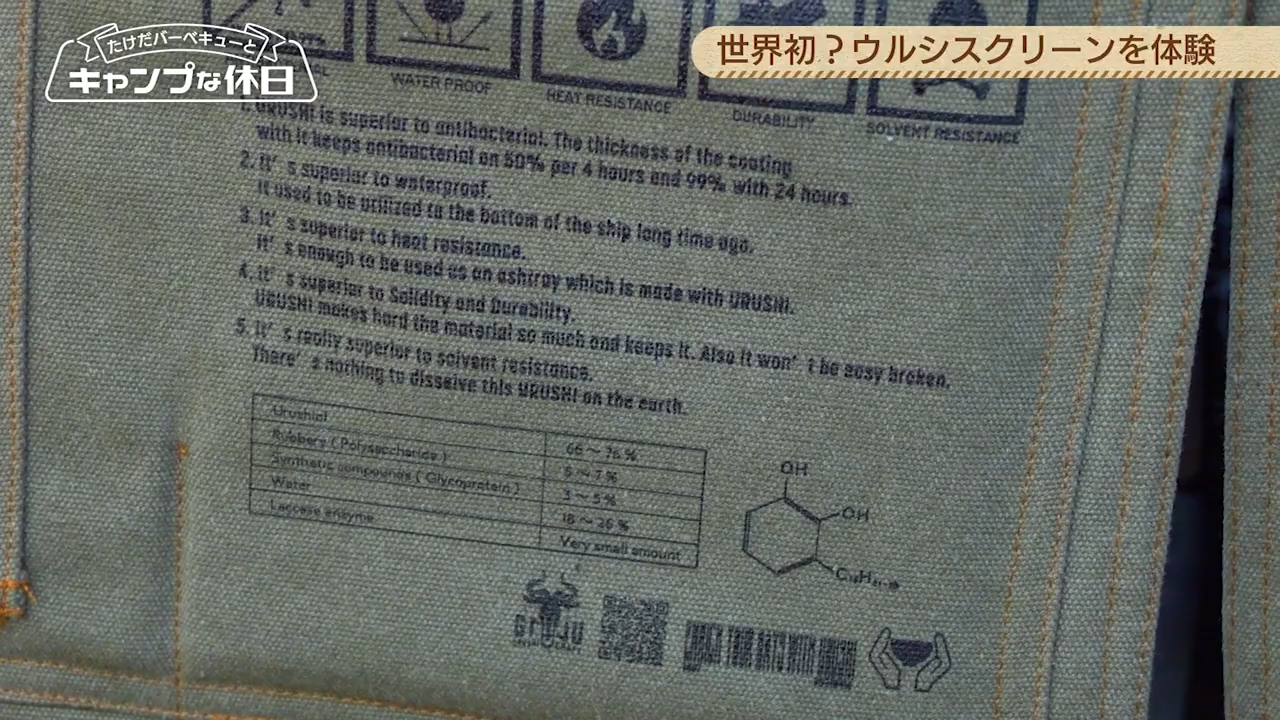 たけだバーベキューと
キャンプな休日
世界初？ウルシスクリーンを体験
WATER PROOF
HEAT RESISTANCE
DURABILITY
SOLVENT RESISTANCE
1. URUSHI is superior to antibacterial. The thickness of the coating
with it keeps antibacterial on 50% per 4 hours and 99% with 24 hours.
2. It's superior to waterproof.
It used to be utilized to the bottom of the ship long time ago.
3. It's superior to heat resistance.
It's enough to be used as an ashtray which is made with URUSHI.
4. It's superior to Solidity and Durability.
URUSHI makes hard the material so much and keeps it. Also it won't be easy broken.
5. It's really superior to solvent resistance.
There's nothing to disselve this URUSHI on the earth.
Urushiol 66～76%
Rubbery ( Polysaccharide ) 5～7%
Synthetic compounds ( Glycoprotein ) 3～5%
Water 18～26%
Laccase enzyme Very small amount
OH
OH